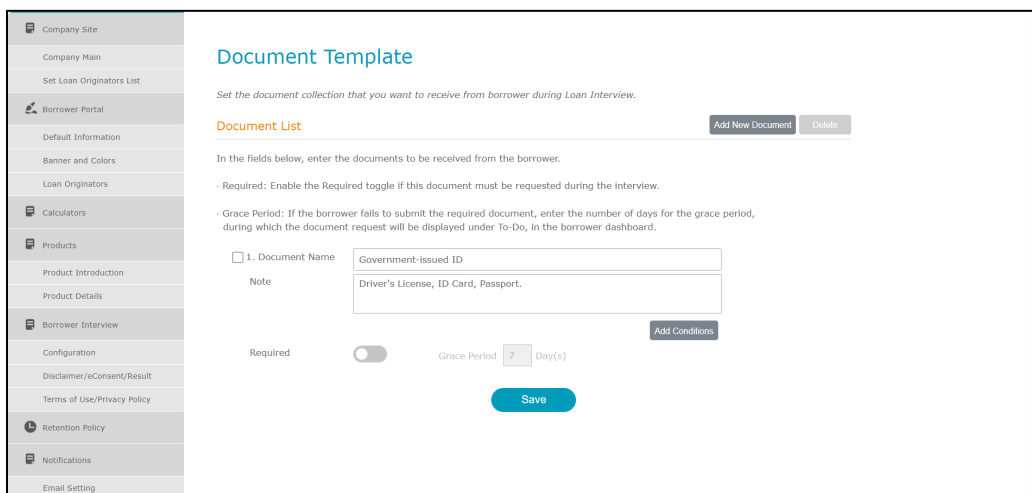 Company Site
Company Main
Set Loan Originators List
Borrower Portal
Default Information
Banner and Colors
Loan Originators
Calculators
Products
Product Introduction
Product Details
Borrower Interview
Configuration
Disclaimer/eConsent/Result
Terms of Use/Privacy Policy
Retention Policy
Notifications
Email Setting
Document Template
Set the document collection that you want to receive from borrower during Loan Interview.
Document List
Add New Document
Delete
In the fields below, enter the documents to be received from the borrower.
· Required: Enable the Required toggle if this document must be requested during the interview.
· Grace Period: If the borrower fails to submit the required document, enter the number of days for the grace period,
during which the document request will be displayed under To-Do, in the borrower dashboard.
1. Document Name
Government-issued ID
Note
Driver's License, ID Card, Passport.
Add Conditions
Required
Grace Period 7 Day(s)
Save